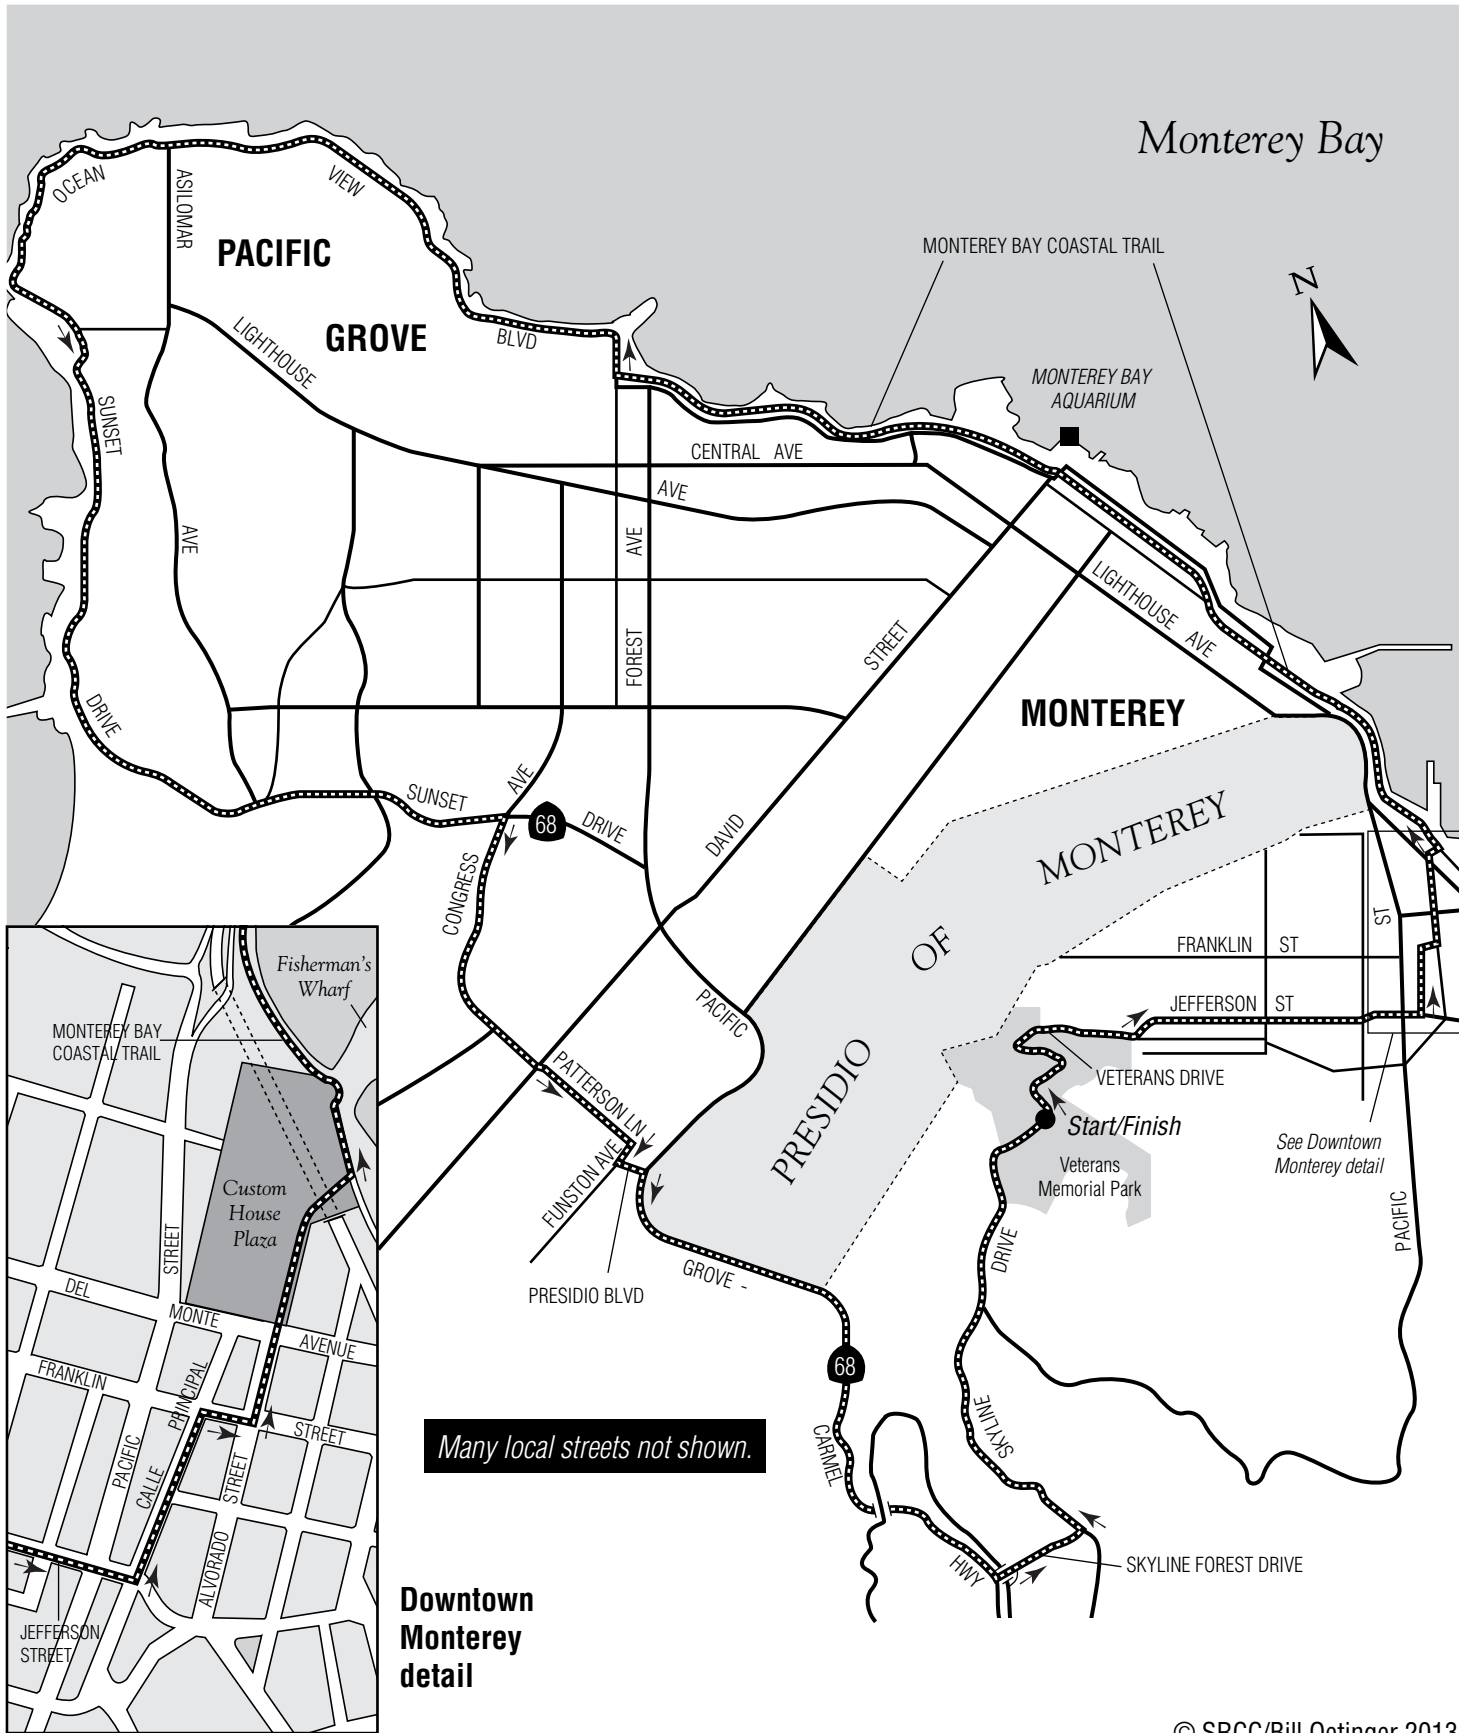 Monterey Bay
OCEAN
VIEW
ASILOMAR
PACIFIC
GROVE
MONTEREY BAY COASTAL TRAIL
N
LIGHTHOUSE
BLVD
MONTEREY BAY
AQUARIUM
SUNSET
CENTRAL AVE
AVE
AVE
AVE
LIGHTHOUSE AVE
FOREST
STREET
DRIVE
MONTEREY
SUNSET
AVE
68
DRIVE
DAVID
MONTEREY
CONGRESS
OF
ST
FRANKLIN ST
JEFFERSON ST
PACIFIC
PRESIDIO
PATTERSON LN
VETERANS DRIVE
Start/Finish
See Downtown
Monterey detail
Veterans
Memorial Park
FUNSTON AVE
PACIFIC
DRIVE
GROVE -
PRESIDIO BLVD
68
SKYLINE
CARMEL
Many local streets not shown.
HWY
SKYLINE FOREST DRIVE
Fisherman's
Wharf
MONTEREY BAY
COASTAL TRAIL
Custom
House
Plaza
STREET
DEL
MONTE
AVENUE
FRANKLIN
PRINCIPAL
STREET
PACIFIC
CALLE
STREET
ALVORADO
JEFFERSON
STREET
Downtown
Monterey
detail
© SRCC/Bill Oetinger 2013